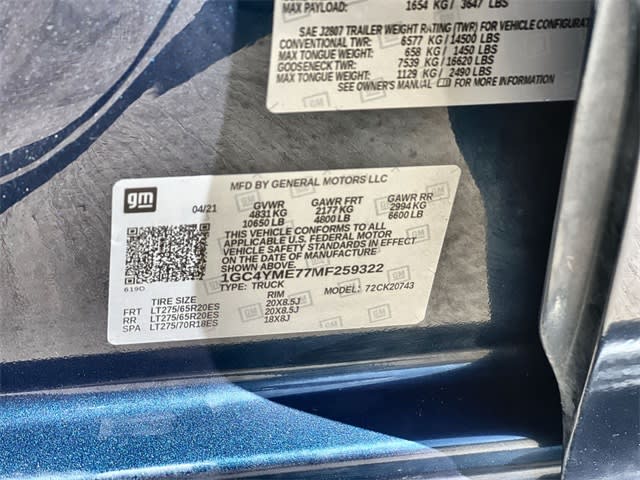 MAX PAYLOAD: 1654 KG / 3647 LBS
SAE J2807 TRAILER WEIGHT RATING (TWR) FOR VEHICLE CONFIGURAT
CONVENTIONAL TWR: 6577 KG/14500 LBS
MAX TONGUE WEIGHT: 658 KG / 1450 LBS
GOOSENECK TWR: 7539 KG/16620 LBS
MAX TONGUE WEIGHT: 1129 KG / 2490 LBS
SEE OWNER'S MANUAL FOR MORE INFORMATION
gm
MFD BY GENERAL MOTORS LLC
04/21 GVWR GAWR FRT GAWR RR
4831 KG 2177 KG 2994 KG
10650 LB 4800 LB 6600 LB
THIS VEHICLE CONFORMS TO ALL
APPLICABLE U.S. FEDERAL MOTOR
VEHICLE SAFETY STANDARDS IN EFFECT
ON THE DATE OF MANUFACTURE
SHOWN ABOVE.
1GC4YME77MF259322
619D
TYPE: TRUCK MODEL: 72CK20743
TIRE SIZE RIM
FRT LT275/65R20ES 20X8.5J
RR LT275/65R20ES 20X8.5J
SPA LT275/70R18ES 18X8J